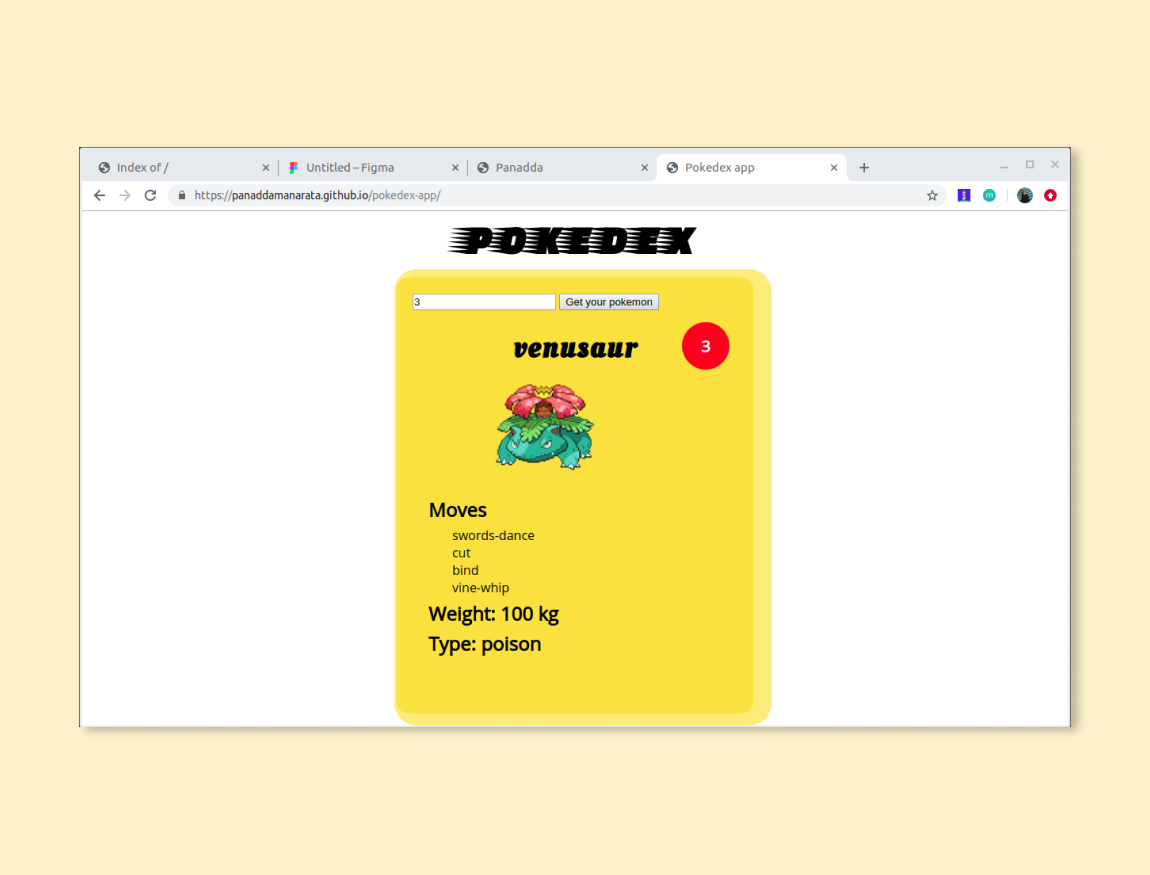 Index of /
Untitled – Figma
Panadda
Pokedex app
https://panaddamanarata.github.io/pokedex-app/
m
POKEDEX
3 Get your pokemon
venusaur
3
Moves
swords-dance
cut
bind
vine-whip
Weight: 100 kg
Type: poison